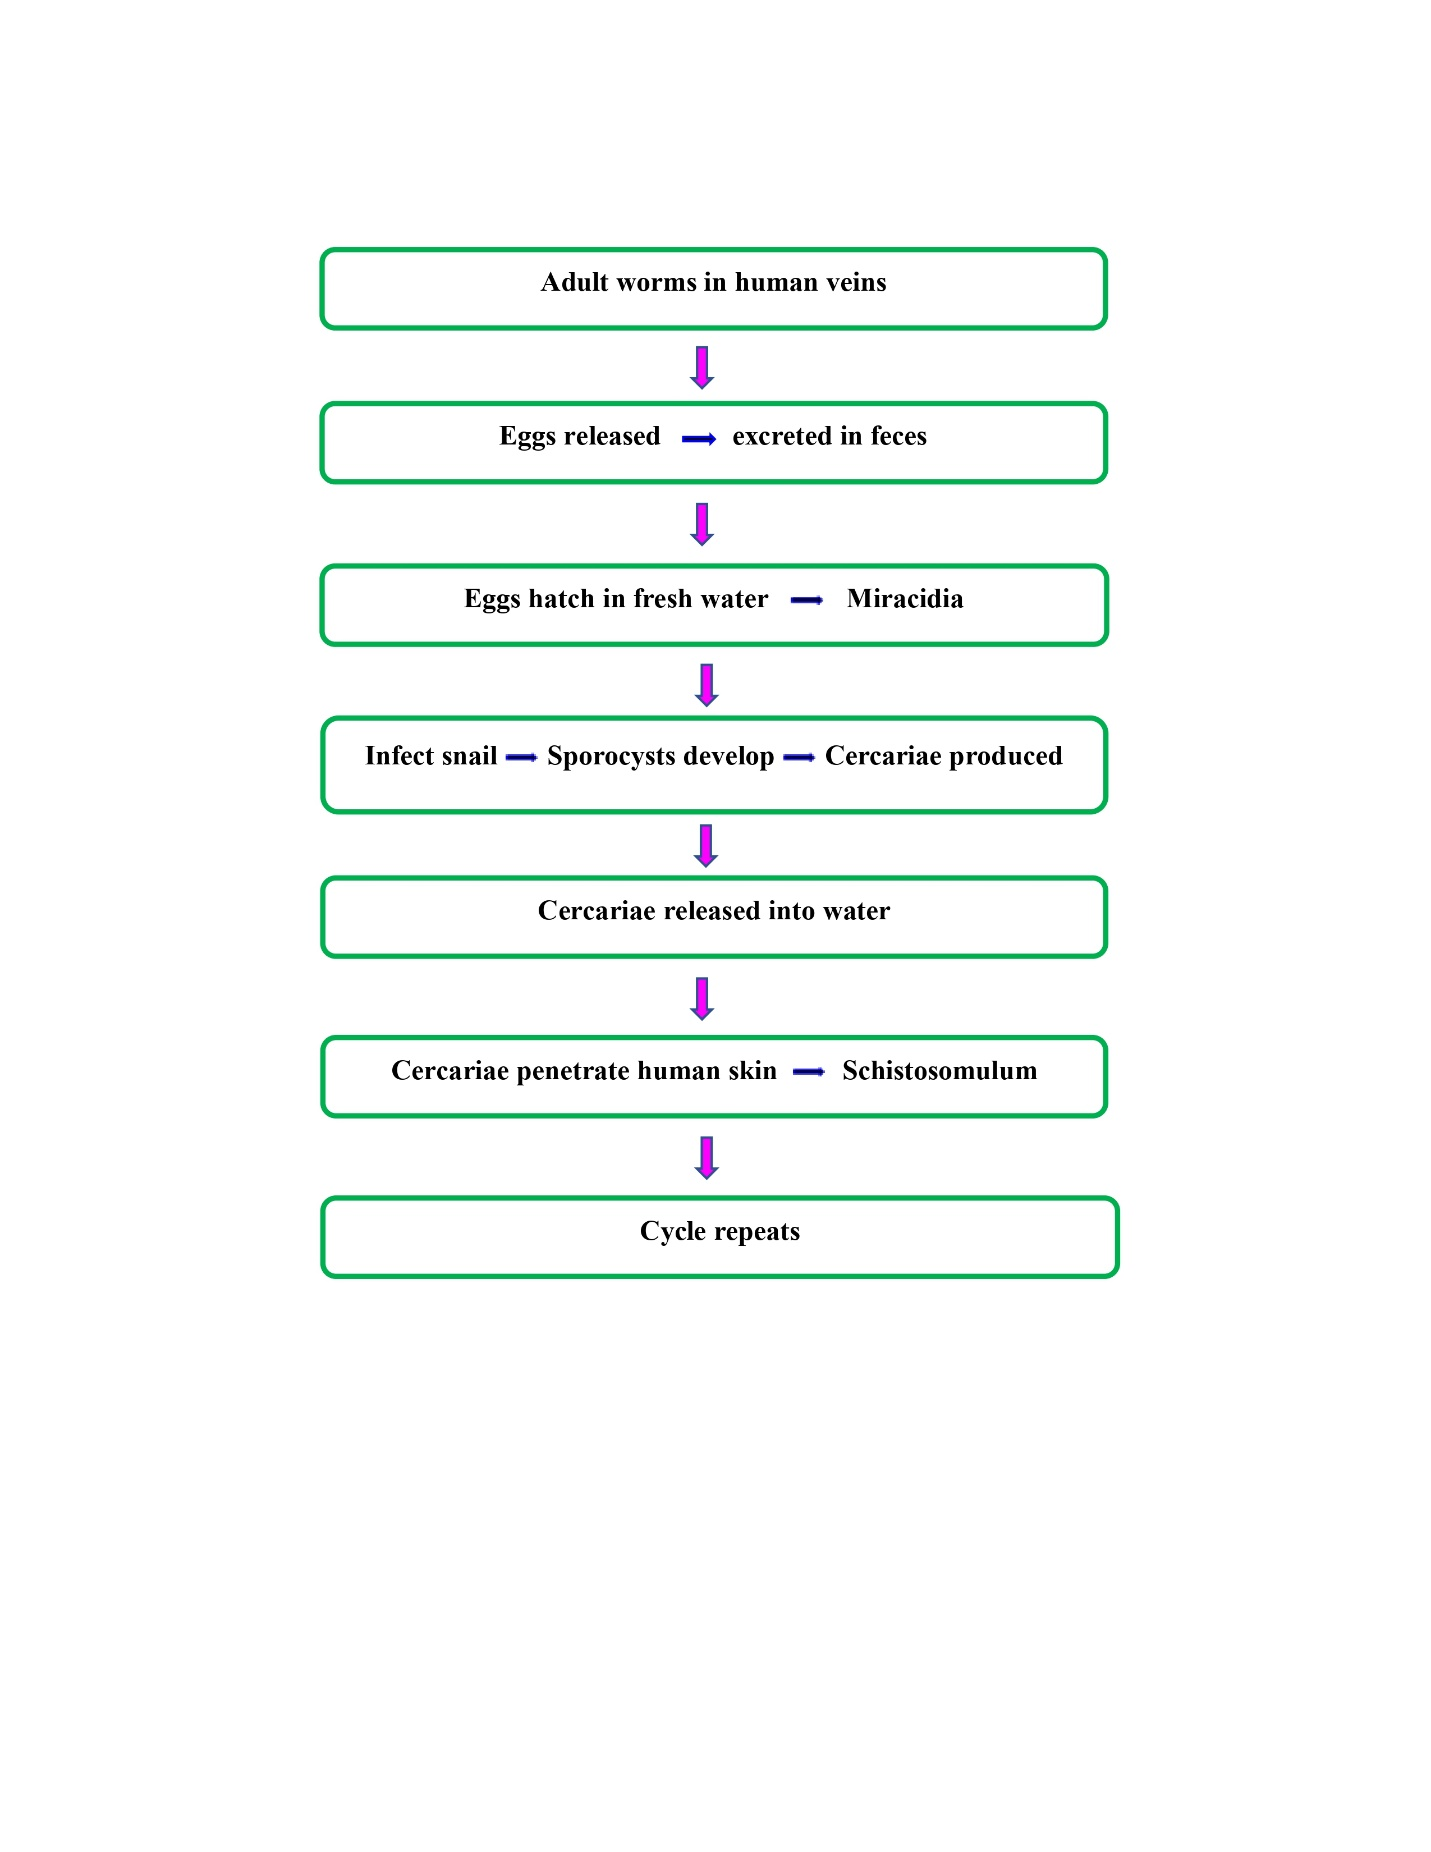 Adult worms in human veins
Eggs released → excreted in feces
Eggs hatch in fresh water → Miracidia
Infect snail → Sporocysts develop → Cercariae produced
Cercariae released into water
Cercariae penetrate human skin → Schistosomulum
Cycle repeats